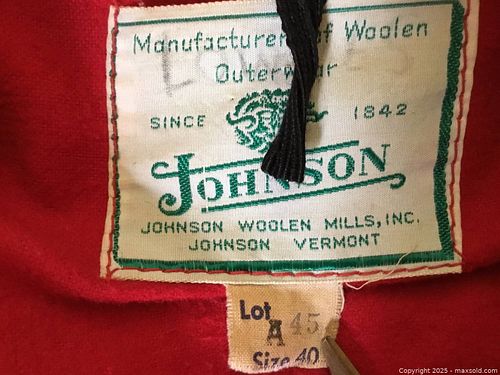 Manufacturer of Woolen
Outerwear
SINCE 1842
JOHNSON
JOHNSON WOOLEN MILLS, INC.
JOHNSON VERMONT
Lot
A 45
Size 40
Copyright © 2025 - maxsold.com